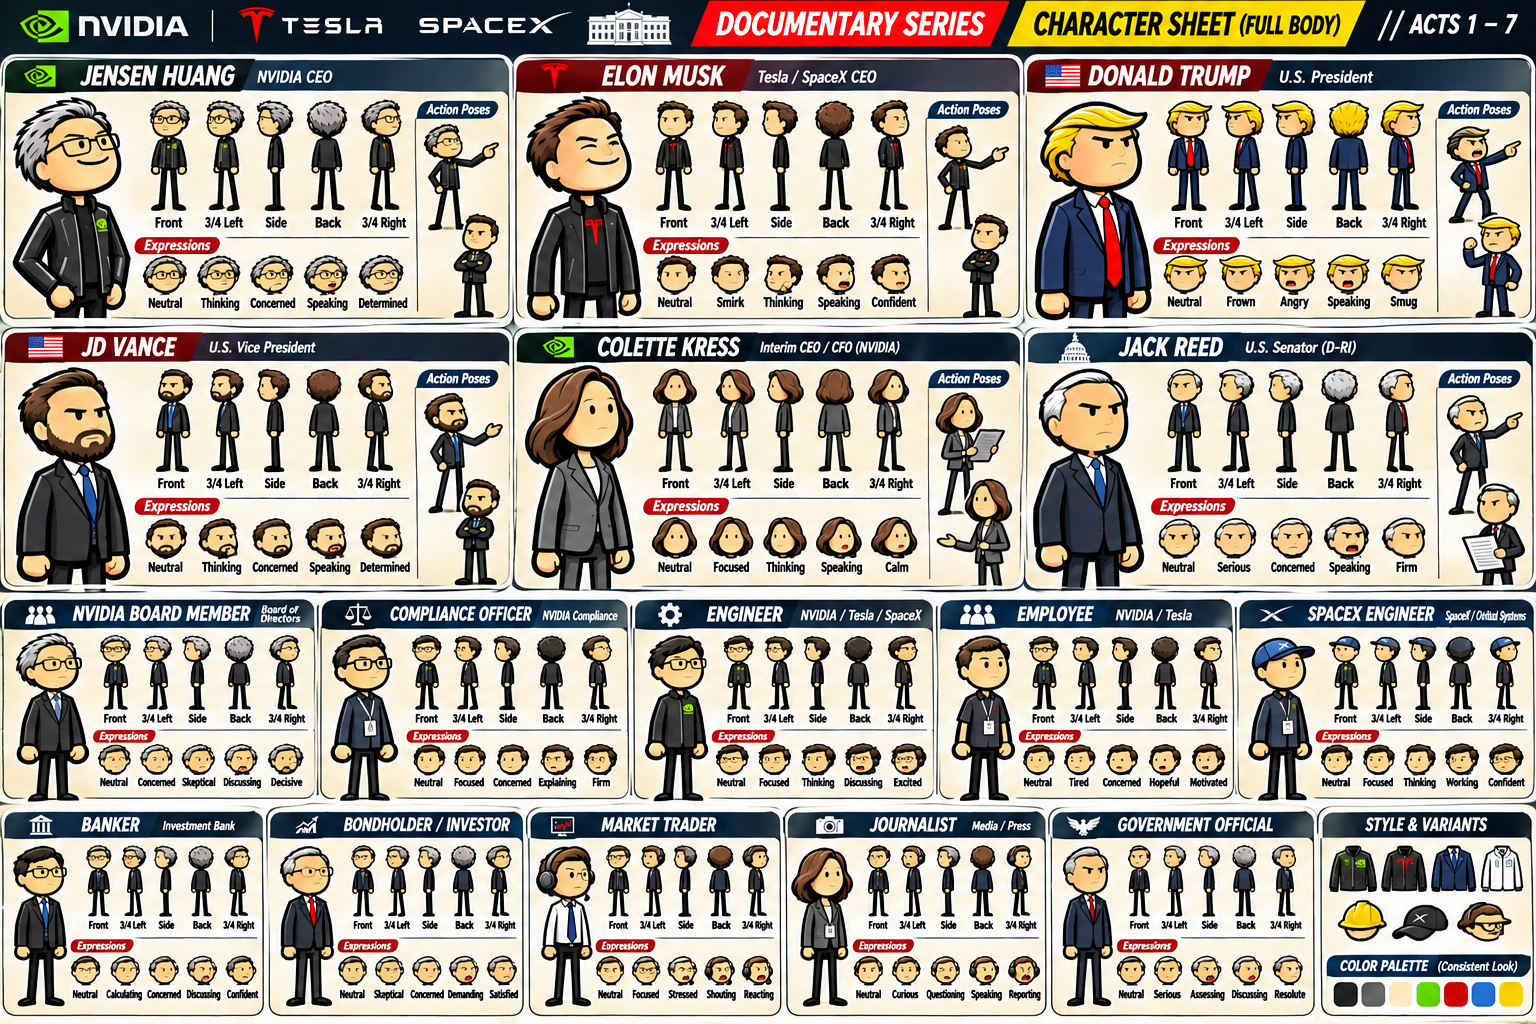 NVIDIA
TESLA
SPACEX
DOCUMENTARY SERIES
CHARACTER SHEET (FULL BODY)
// ACTS 1 – 7
JENSEN HUANG NVIDIA CEO
Action Poses
Front 3/4 Left Side Back 3/4 Right
Expressions
Neutral Thinking Concerned Speaking Determined
ELON MUSK Tesla / SpaceX CEO
Action Poses
Front 3/4 Left Side Back 3/4 Right
Expressions
Neutral Smirk Thinking Speaking Confident
DONALD TRUMP U.S. President
Action Poses
Front 3/4 Left Side Back 3/4 Right
Expressions
Neutral Frown Angry Speaking Smug
JD VANCE U.S. Vice President
Action Poses
Front 3/4 Left Side Back 3/4 Right
Expressions
Neutral Thinking Concerned Speaking Determined
COLETTE KRESS Interim CEO / CFO (NVIDIA)
Action Poses
Front 3/4 Left Side Back 3/4 Right
Expressions
Neutral Focused Thinking Speaking Calm
JACK REED U.S. Senator (D-RI)
Action Poses
Front 3/4 Left Side Back 3/4 Right
Expressions
Neutral Serious Concerned Speaking Firm
NVIDIA BOARD MEMBER Board of
Directors
Front 3/4 Left Side Back 3/4 Right
Expressions
Neutral Concerned Skeptical Discussing Decisive
COMPLIANCE OFFICER NVIDIA Compliance
Front 3/4 Left Side Back 3/4 Right
Expressions
Neutral Focused Concerned Explaining Firm
ENGINEER NVIDIA / Tesla / SpaceX
Front 3/4 Left Side Back 3/4 Right
Expressions
Neutral Focused Thinking Discussing Excited
EMPLOYEE NVIDIA / Tesla
Front 3/4 Left Side Back 3/4 Right
Expressions
Neutral Tired Concerned Hopeful Motivated
SPACEX ENGINEER SpaceX / Orbital Systems
Front 3/4 Left Side Back 3/4 Right
Expressions
Neutral Focused Thinking Working Confident
BANKER Investment Bank
Front 3/4 Left Side Back 3/4 Right
Expressions
Neutral Calculating Concerned Discussing Confident
BONDHOLDER / INVESTOR
Front 3/4 Left Side Back 3/4 Right
Expressions
Neutral Skeptical Concerned Demanding Satisfied
MARKET TRADER
Front 3/4 Left Side Back 3/4 Right
Expressions
Neutral Focused Stressed Shouting Reacting
JOURNALIST Media / Press
Front 3/4 Left Side Back 3/4 Right
Expressions
Neutral Curious Questioning Speaking Reporting
GOVERNMENT OFFICIAL
Front 3/4 Left Side Back 3/4 Right
Expressions
Neutral Serious Assessing Discussing Resolute
STYLE & VARIANTS
COLOR PALETTE (Consistent Look)